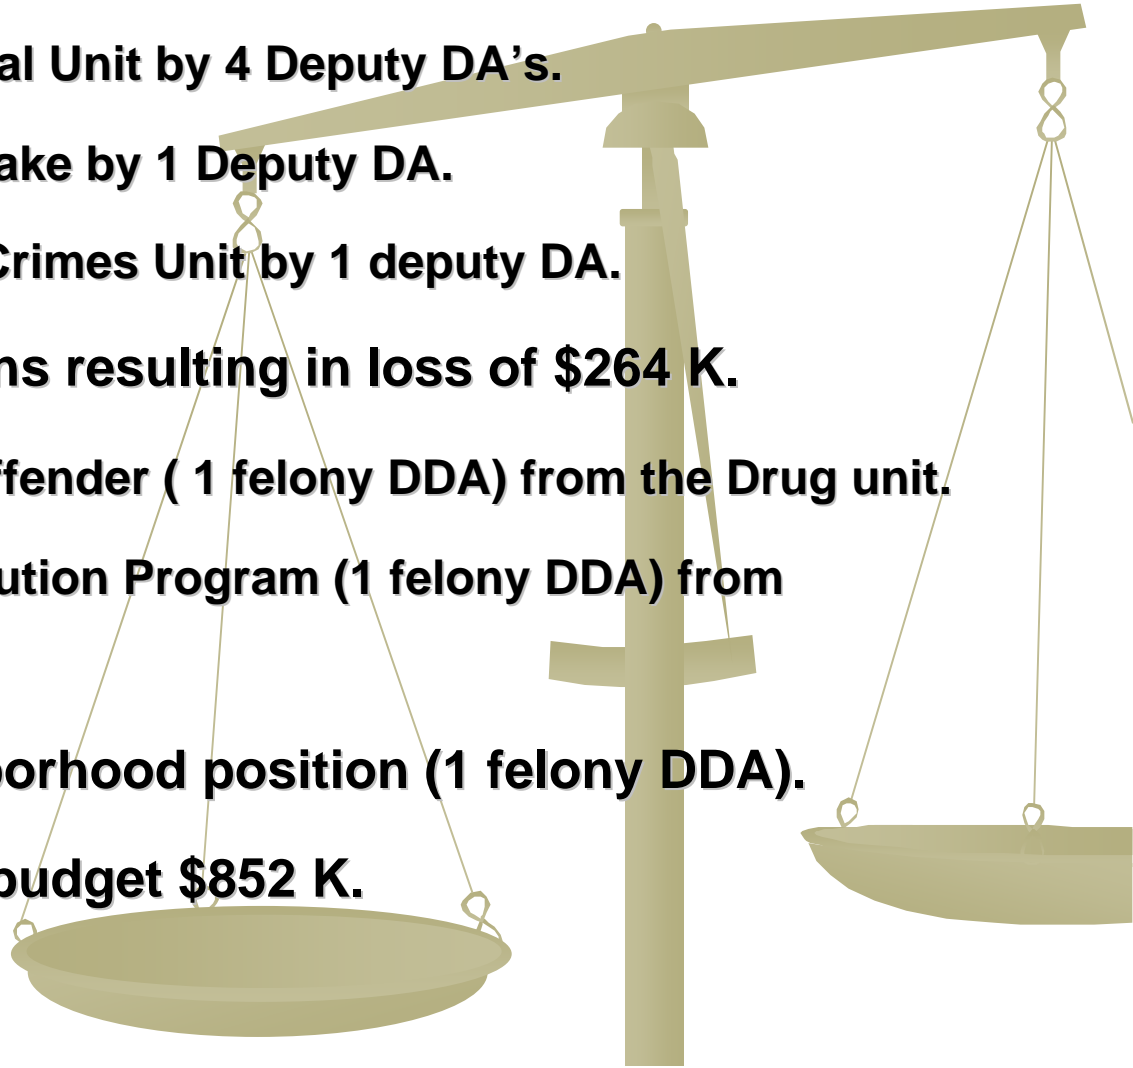 al Unit by 4 Deputy DA’s.
ake by 1 Deputy DA.
Crimes Unit by 1 deputy DA.
ns resulting in loss of $264 K.
ffender ( 1 felony DDA) from the Drug unit.
ution Program (1 felony DDA) from
orhood position (1 felony DDA).
budget $852 K.